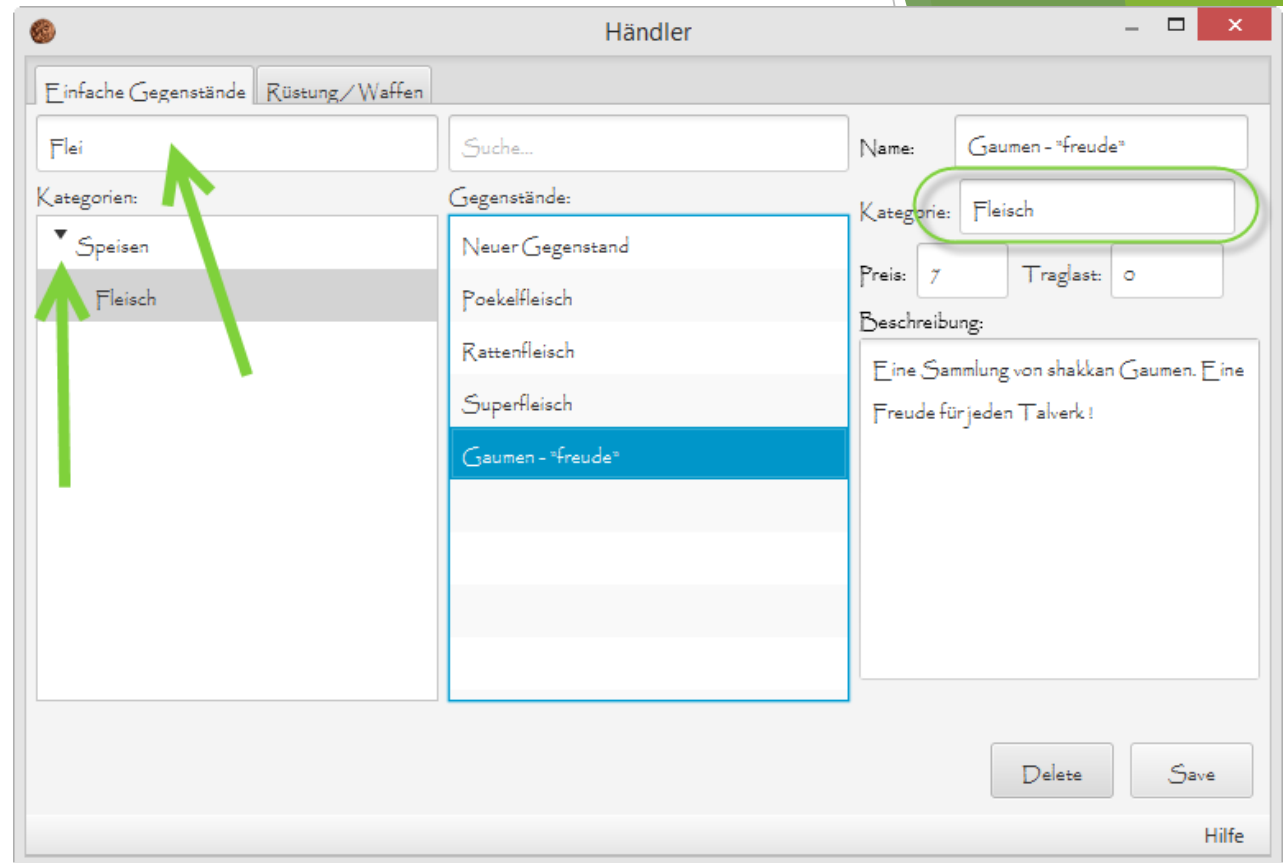 Händler
Einfache Gegenstände Rüstung/Waffen
Flei
Suche...
Name: Gaumen - "freude"
Kategorien:
Gegenstände:
Kategorie: Fleisch
Speisen
Fleisch
Neuer Gegenstand
Poekelfleisch
Rattenfleisch
Superfleisch
Gaumen - "freude"
Preis: 7 Traglast: 0
Beschreibung:
Eine Sammlung von shakkan Gaumen. Eine
Freude für jeden Talverk!
Delete Save
Hilfe